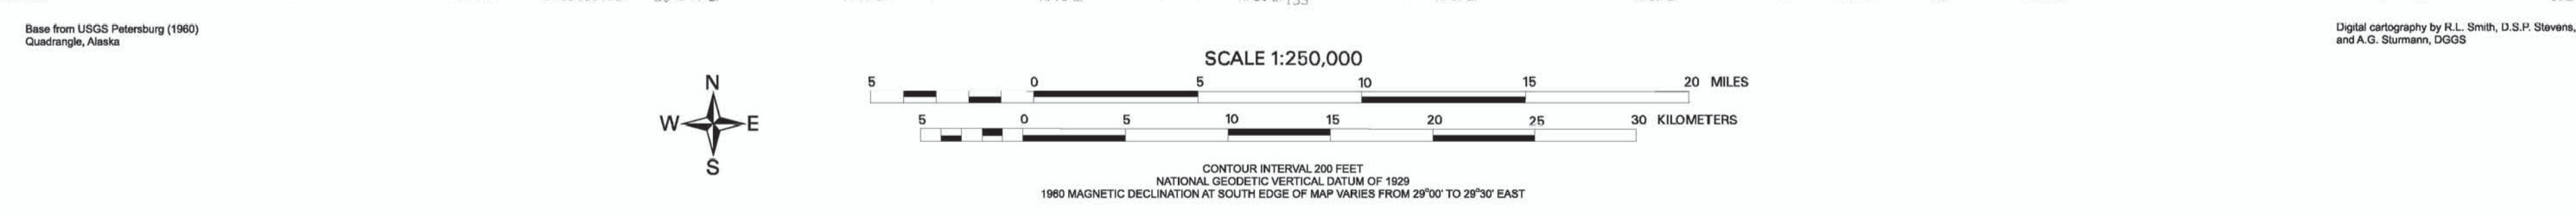 Base from USGS Petersburg (1960)
Quadrangle, Alaska
Digital cartography by R.L. Smith, D.S.P. Stevens,
and A.G. Sturmann, DGGS
SCALE 1:250,000
5 0 5 10 15 20 MILES
5 0 5 10 15 20 25 30 KILOMETERS
N
W E
S
CONTOUR INTERVAL 200 FEET
NATIONAL GEODETIC VERTICAL DATUM OF 1929
1960 MAGNETIC DECLINATION AT SOUTH EDGE OF MAP VARIES FROM 29°00' TO 29°30' EAST